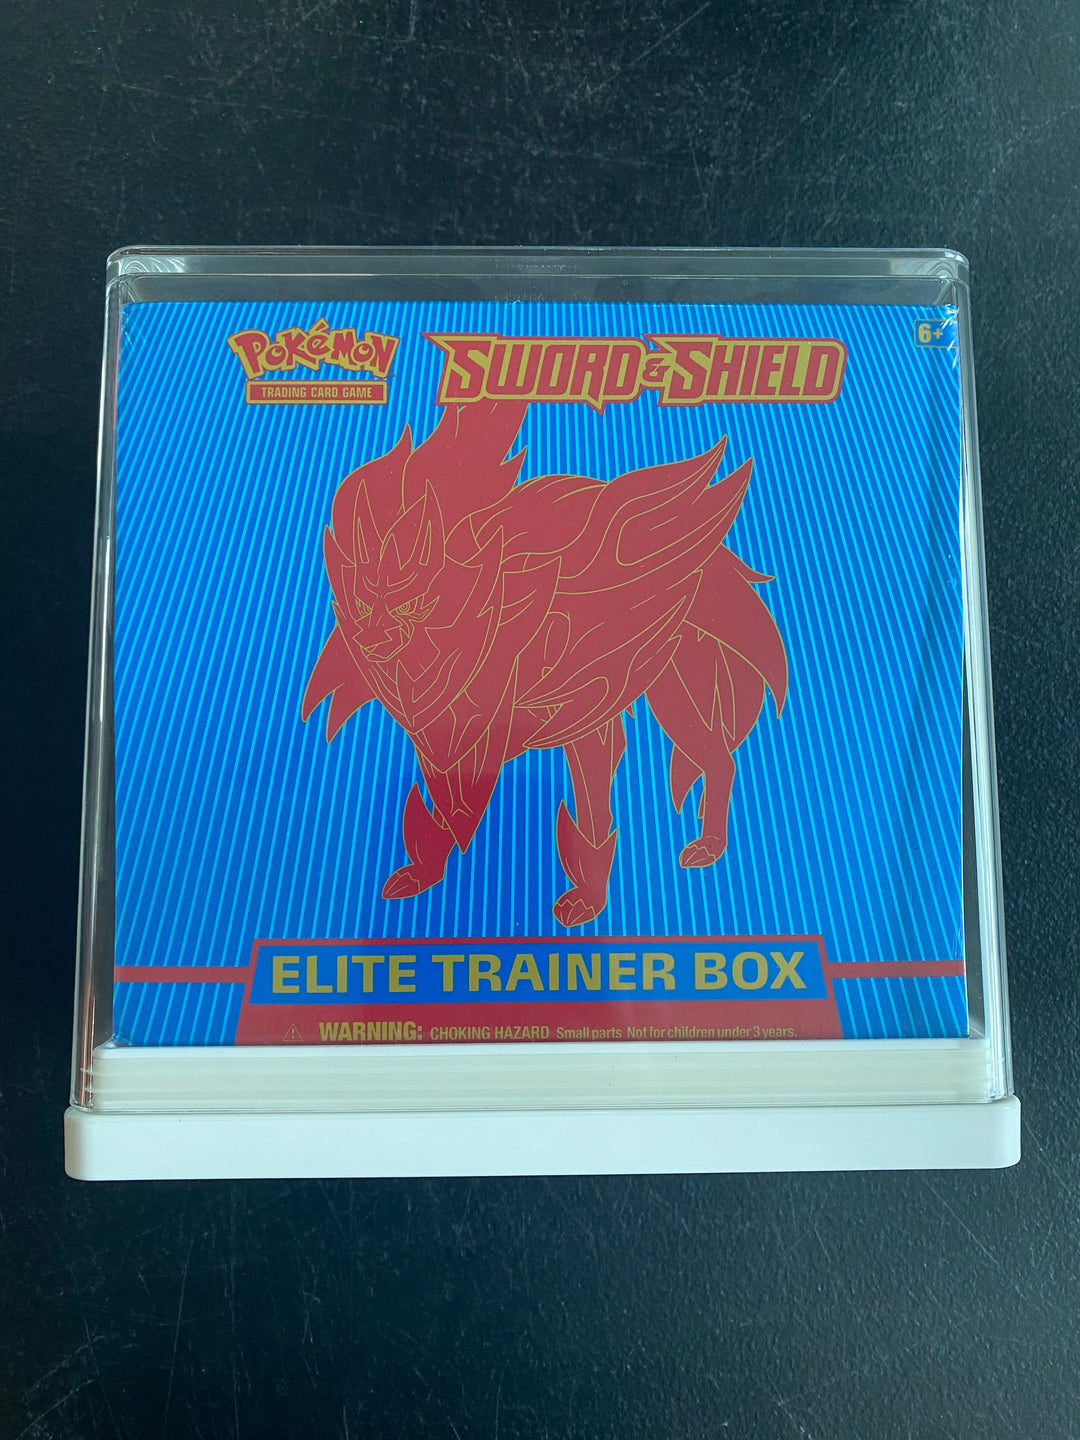 Pokémon
TRADING CARD GAME
SWORD & SHIELD
6+
ELITE TRAINER BOX
WARNING: CHOKING HAZARD Small parts Not for children under 3 years.